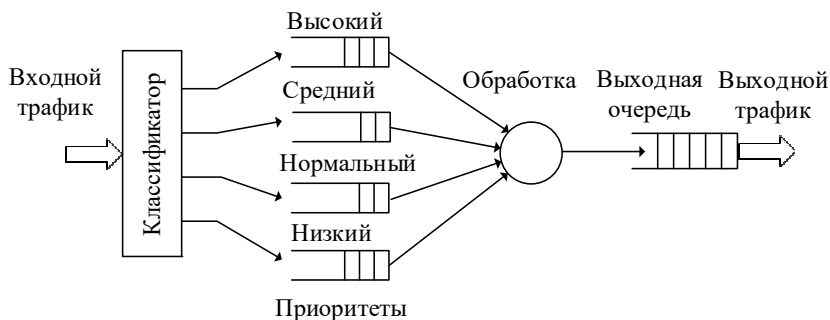 Высокий
Входной
трафик
Классификатор
Средний
Нормальный
Низкий
Приоритеты
Обработка
Выходная
очередь
Выходной
трафик